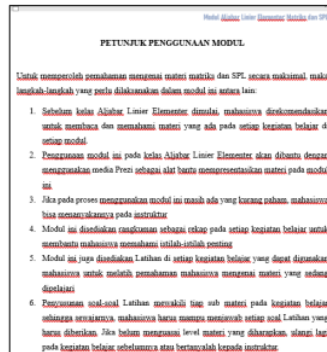 Modul Aljabar Linier Elementer Matriks dan SPL
PETUNJUK PENGGUNAAN MODUL
Untuk memperoleh pemahaman mengenai materi matriks dan SPL secara maksimal, maka
langkah-langkah yang perlu dilaksanakan dalam modul ini antara lain:
1. Sebelum kelas Aljabar Linier Elementer dimulai, mahasiswa direkomendasikan
untuk membaca dan memahami materi yang ada pada setiap kegiatan belajar di
setiap modul.
2. Penggunaan modul ini pada kelas Aljabar Linier Elementer akan dibantu dengan
menggunakan media Prezi sebagai alat bantu mempresentasikan materi pada modul
ini
3. Jika pada proses menggunakan modul ini masih ada yang kurang paham, mahasiswa
bisa menanyakannya pada instruktur
4. Modul ini disediakan rangkuman sebagai rekap pada setiap kegiatan belajar untuk
membantu mahasiswa memahami istilah-istilah penting
5. Modul ini juga disediakan Latihan di setiap kegiatan belajar yang dapat digunakan
mahasiswa untuk melatih pemahaman mahasiswa mengenai materi yang sedang
dipelajari
6. Penyusunan soal-soal Latihan mewakili tiap sub materi pada kegiatan belajar
sehingga sewajarnya, mahasiswa harus mampu menjawab setiap soal Latihan yang
harus diberikan. Jika belum menguasai level materi yang diharapkan, ulangi lagi
pada kegiatan belajar sebelumnya atau bertanyalah kepada instruktur.